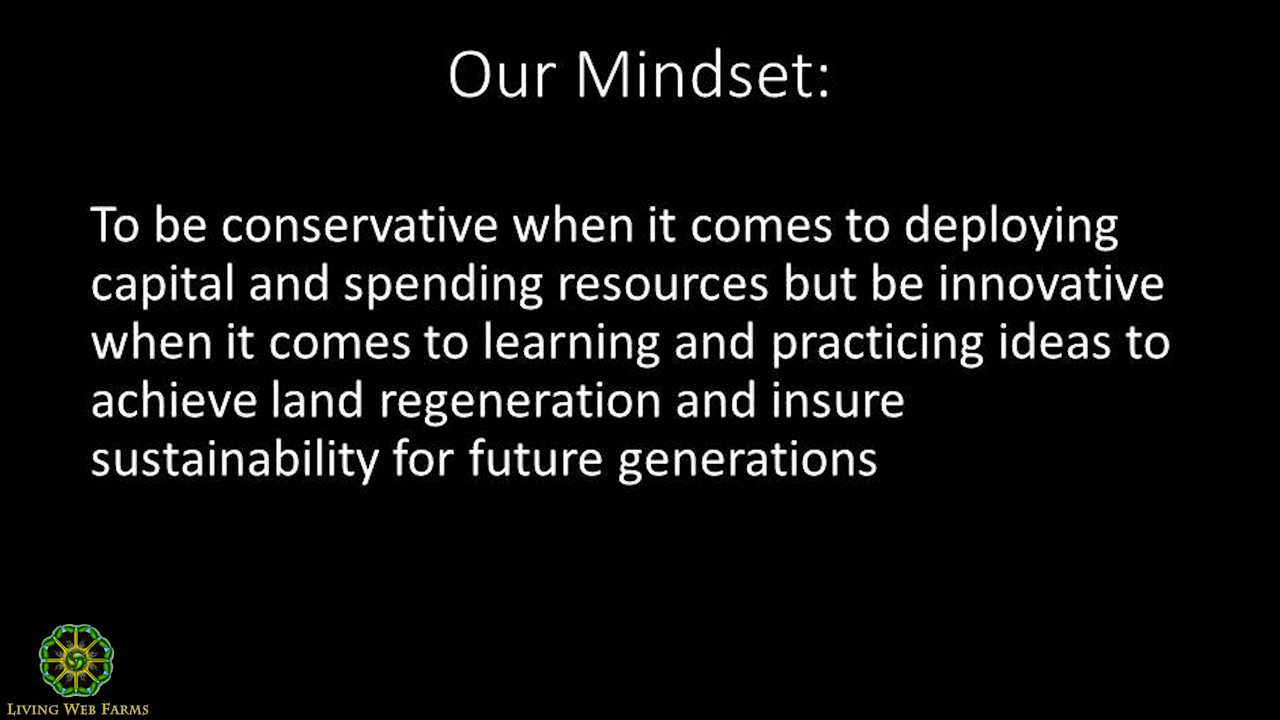 Our Mindset:
To be conservative when it comes to deploying
capital and spending resources but be innovative
when it comes to learning and practicing ideas to
achieve land regeneration and insure
sustainability for future generations
LIVING WEB FARMS